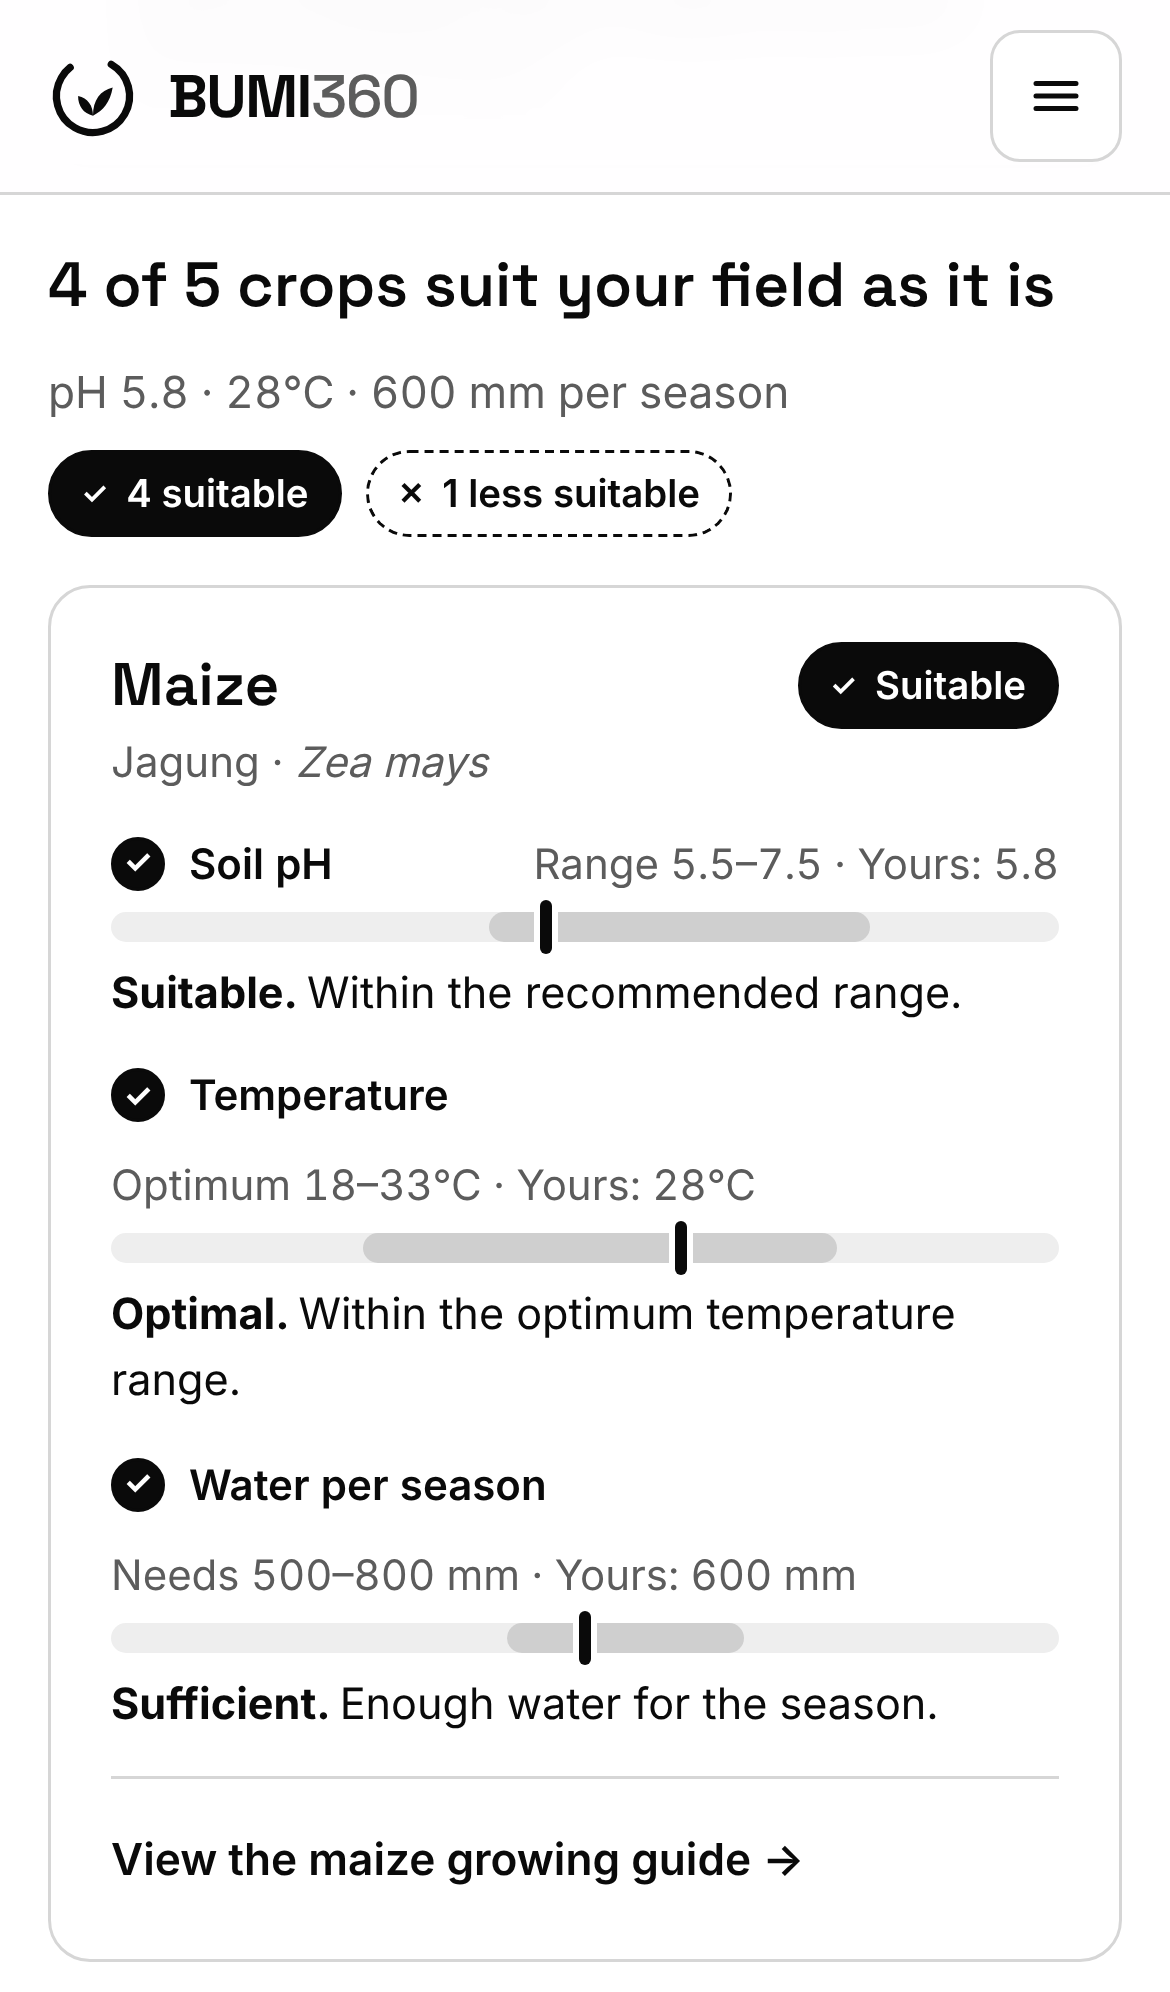 BUMI360
4 of 5 crops suit your field as it is
pH 5.8 · 28°C · 600 mm per season
4 suitable
1 less suitable
Maize
Suitable
Jagung · Zea mays
Soil pH
Range 5.5–7.5 · Yours: 5.8
Suitable. Within the recommended range.
Temperature
Optimum 18–33°C · Yours: 28°C
Optimal. Within the optimum temperature
range.
Water per season
Needs 500–800 mm · Yours: 600 mm
Sufficient. Enough water for the season.
View the maize growing guide →